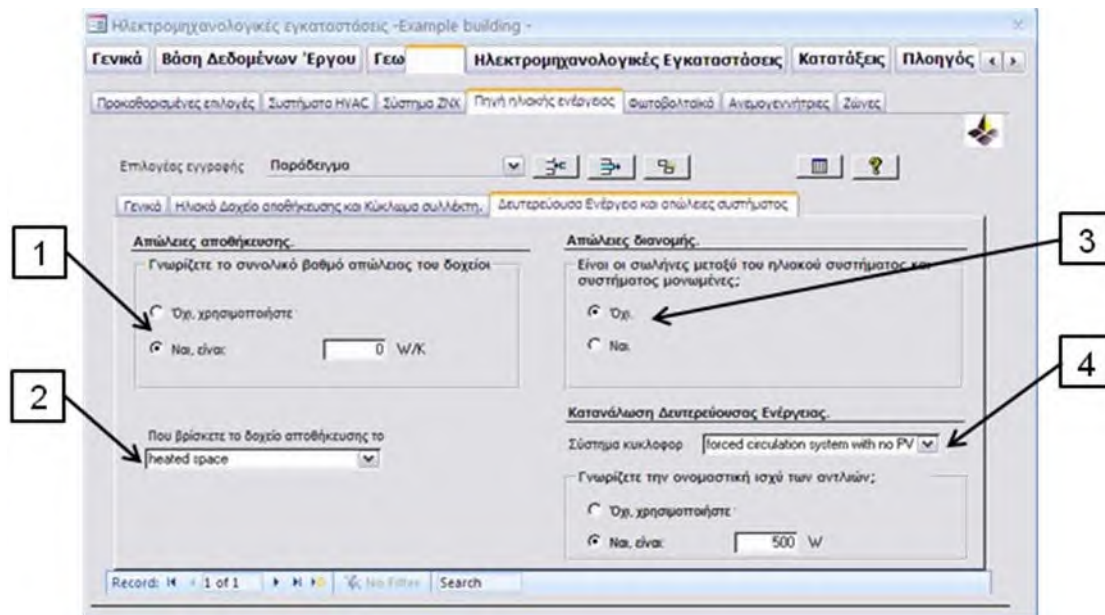 Ηλεκτρομηχανολογικές εγκαταστάσεις -Example building -
Γενικά Βάση Δεδομένων Έργου Γεω Ηλεκτρομηχανολογικές Εγκαταστάσεις Κατατάξεις Πλοηγός
Προκαθορισμένες επιλογές Συστήματα HVAC Σύστημα ΖΝΧ Πηγή ηλιακής ενέργειας Φωτοβολταϊκά Ανεμογεννήτριες Ζώνες
Επιλογέας εγγραφής Παράδειγμα
Γενικά Ηλιακό Δοχείο αποθήκευσης και Κύκλωμα συλλέκτη. Δευτερεύουσα Ενέργεια και απώλειες συστήματος
1
Απώλειες αποθήκευσης.
Γνωρίζετε το συνολικό βαθμό απώλειας του δοχείοι
Όχι, χρησιμοποιήστε
Ναι, είναι: 0 W/K
2
Που βρίσκετε το δοχείο αποθήκευσης το
heated space
Απώλειες διανομής.
3
Είναι οι σωλήνες μεταξύ του ηλιακού συστήματος και
συστήματος μονωμένες;
Όχι.
Ναι.
4
Κατανάλωση Δευτερεύουσας Ενέργειας.
Σύστημα κυκλοφορ forced circulation system with no PV
Γνωρίζετε την ονομαστική ισχύ των αντλιών;
Όχι, χρησιμοποιήστε
Ναι, είναι: 500 W
Record: 1 of 1 No Filter Search